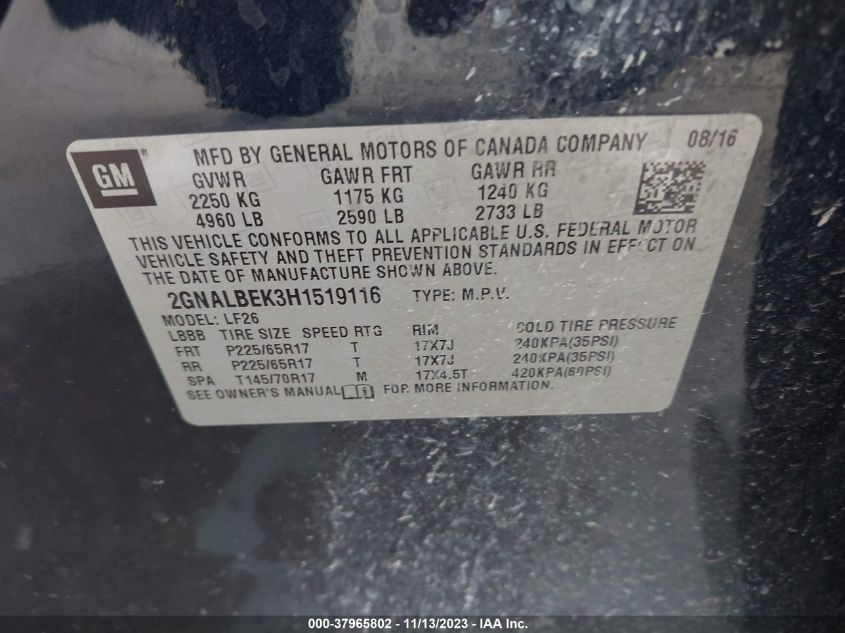 GM ® MFD BY GENERAL MOTORS OF CANADA COMPANY 08/16
GVWR GAWR FRT GAWR RR
2250 KG 1175 KG 1240 KG
4960 LB 2590 LB 2733 LB
THIS VEHICLE CONFORMS TO ALL APPLICABLE U.S. FEDERAL MOTOR
VEHICLE SAFETY AND THEFT PREVENTION STANDARDS IN EFFECT ON
THE DATE OF MANUFACTURE SHOWN ABOVE.
2GNALBEK3H1519116 TYPE: M.P.V.
MODEL: LF26
LBBB TIRE SIZE SPEED RTG RIM COLD TIRE PRESSURE
FRT P225/65R17 T 17X7J 240KPA(35PSI)
RR P225/65R17 T 17X7J 240KPA(35PSI)
SPA T145/70R17 M 17X4.5T 420KPA(60PSI)
SEE OWNER'S MANUAL FOR MORE INFORMATION.
000-37965802 - 11/13/2023 - IAA Inc.